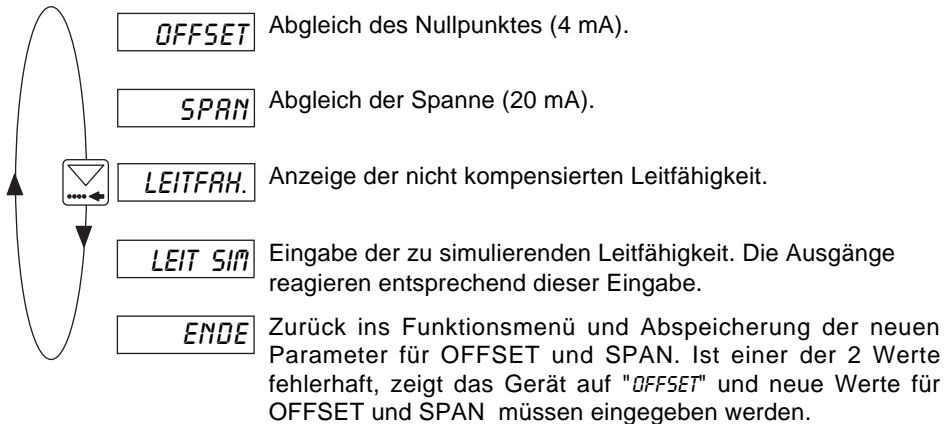 OFFSET Abgleich des Nullpunktes (4 mA).
SPAN Abgleich der Spanne (20 mA).
LEITFAH. Anzeige der nicht kompensierten Leitfähigkeit.
LEIT SIM Eingabe der zu simulierenden Leitfähigkeit. Die Ausgänge
reagieren entsprechend dieser Eingabe.
ENDE Zurück ins Funktionsmenü und Abspeicherung der neuen
Parameter für OFFSET und SPAN. Ist einer der 2 Werte
fehlerhaft, zeigt das Gerät auf "OFFSET" und neue Werte für
OFFSET und SPAN müssen eingegeben werden.